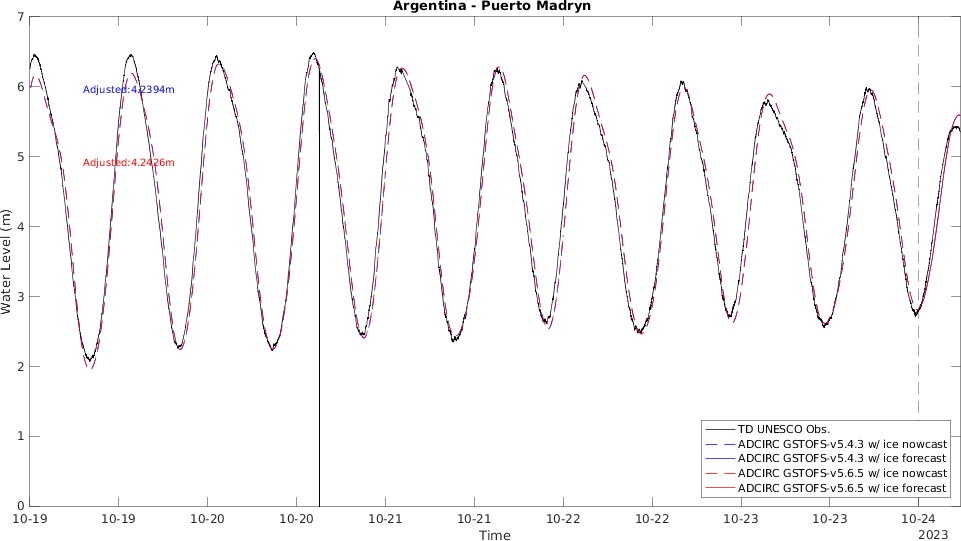 Argentina - Puerto Madryn
7
6
5
4
3
2
1
0
Water Level (m)
Adjusted:4.2394m
Adjusted:4.2426m
TD UNESCO Obs.
ADCIRC GSTOFS-v5.4.3 w/ ice nowcast
ADCIRC GSTOFS-v5.4.3 w/ ice forecast
ADCIRC GSTOFS-v5.6.5 w/ ice nowcast
ADCIRC GSTOFS-v5.6.5 w/ ice forecast
10-19 10-19 10-20 10-20 10-21 10-21 10-22 10-22 10-23 10-23 10-24
Time
2023